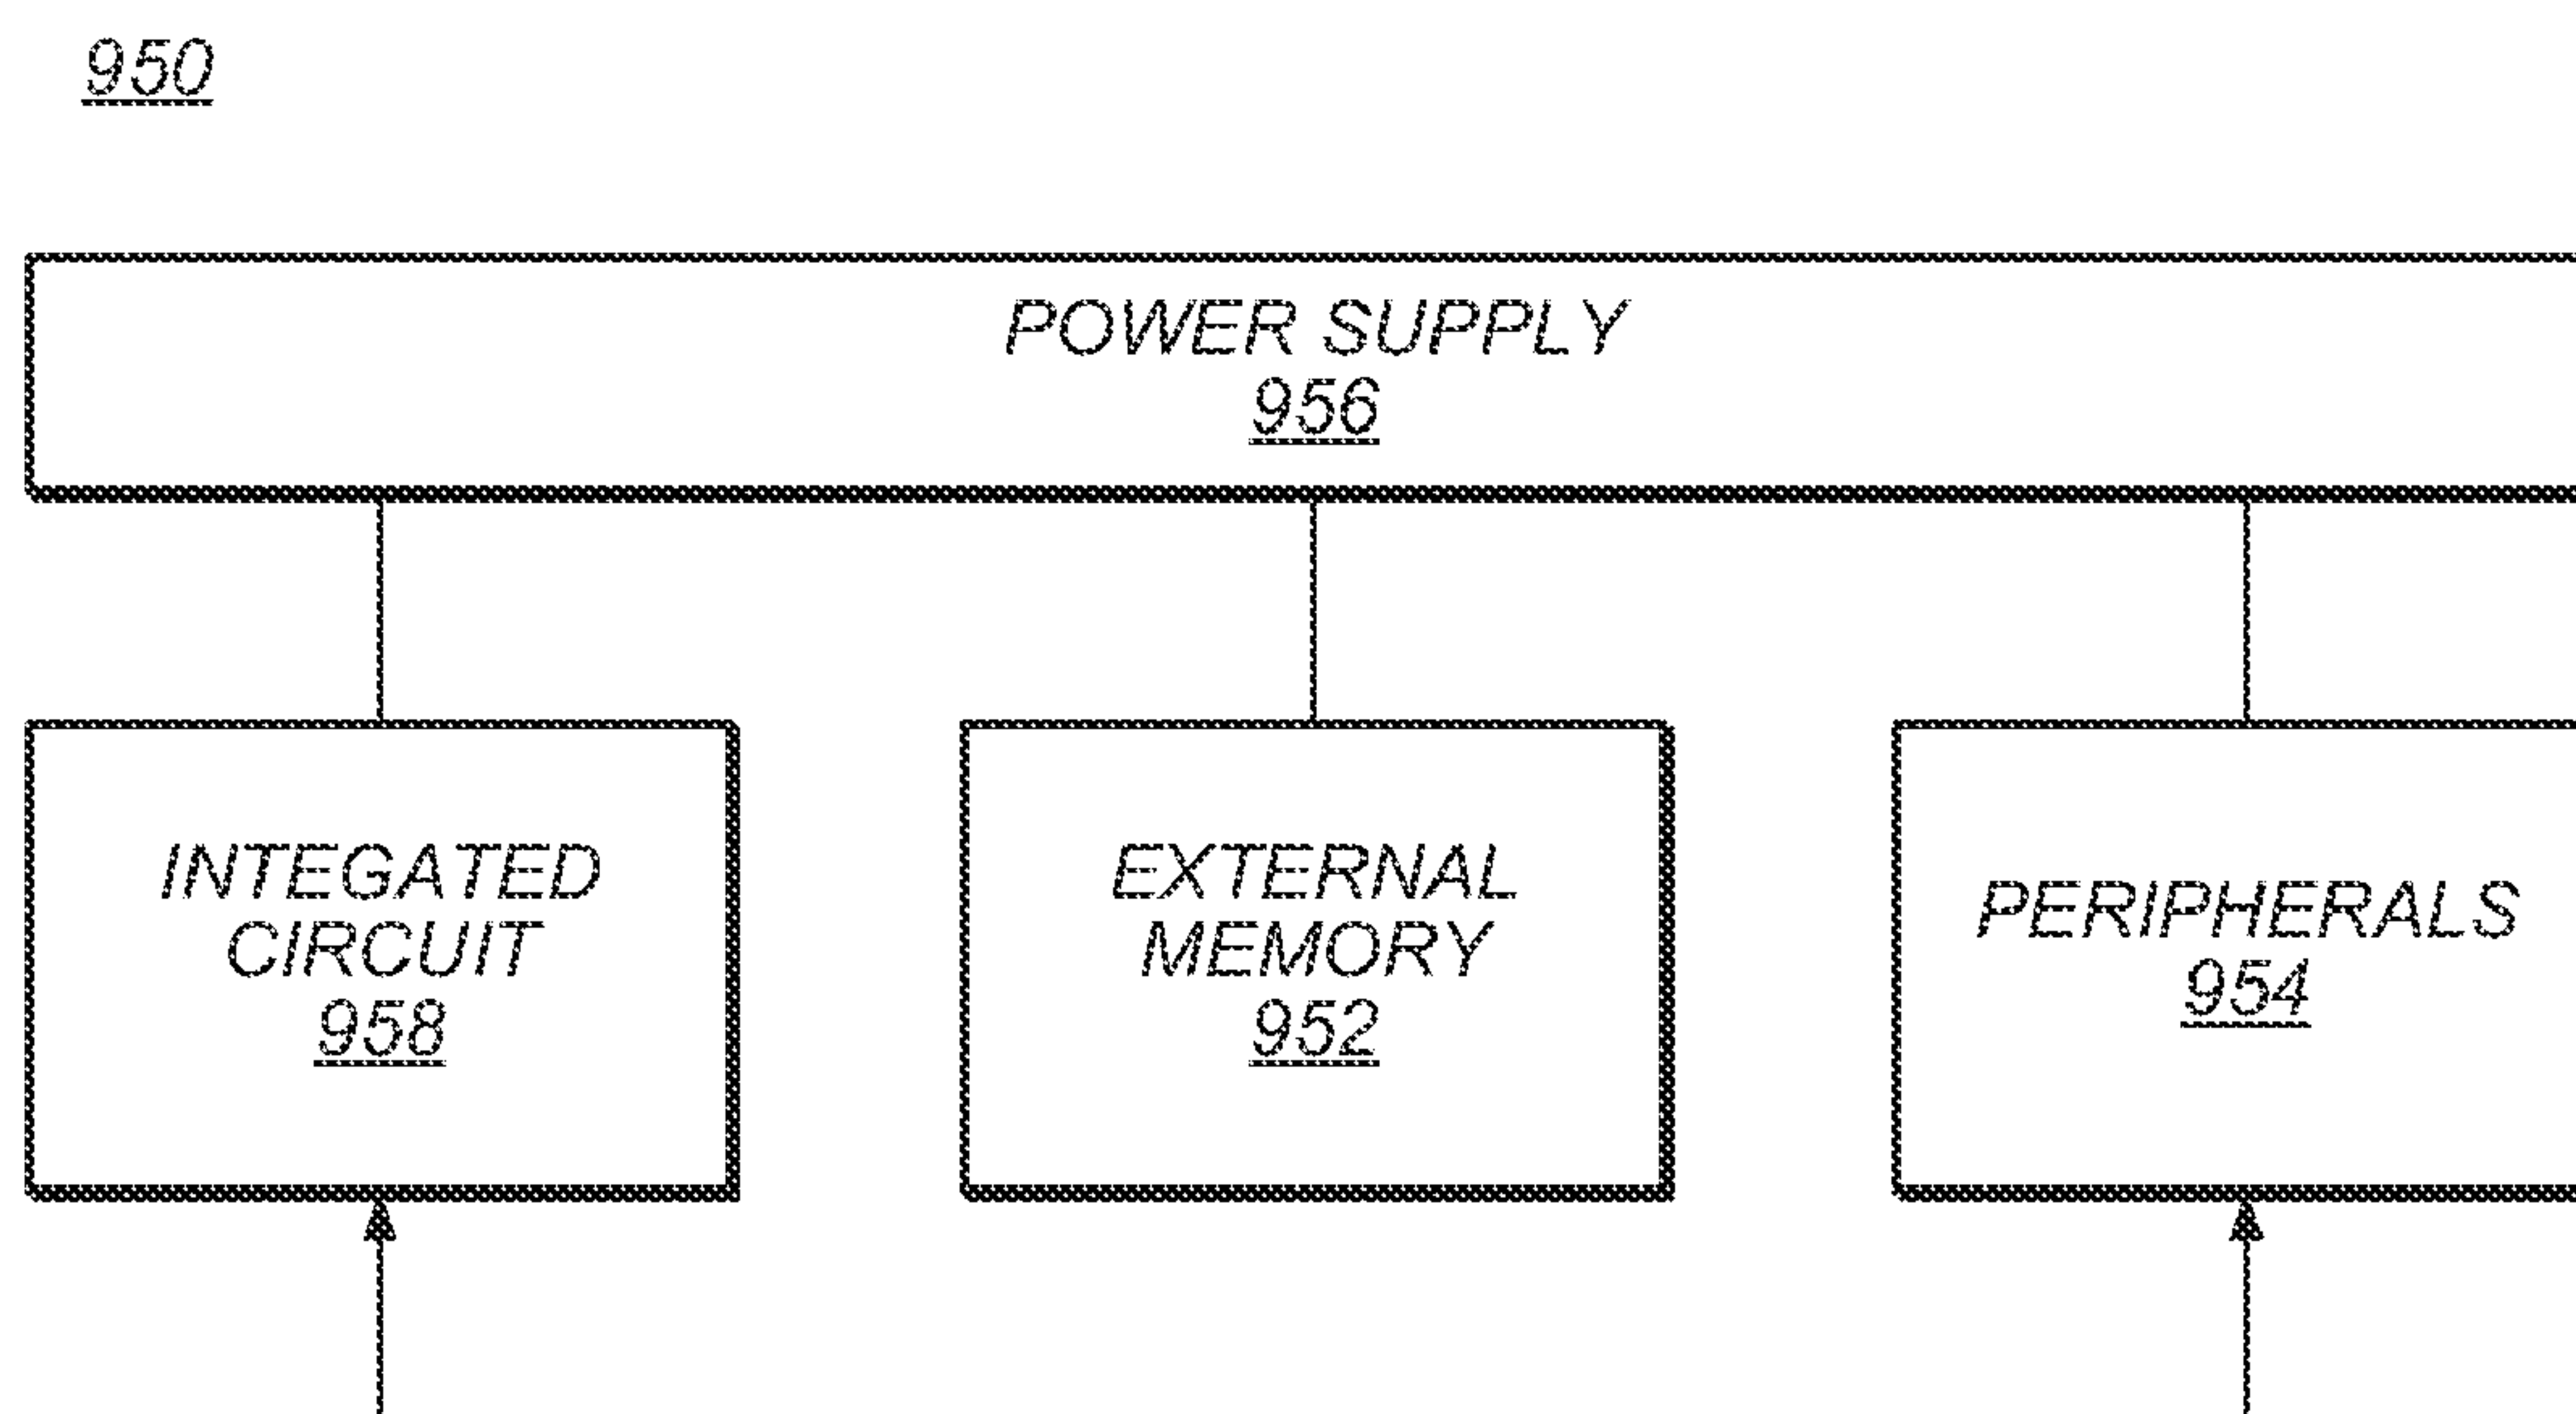 950
POWER SUPPLY
956
INTEGATED
CIRCUIT
958
EXTERNAL
MEMORY
952
PERIPHERALS
954